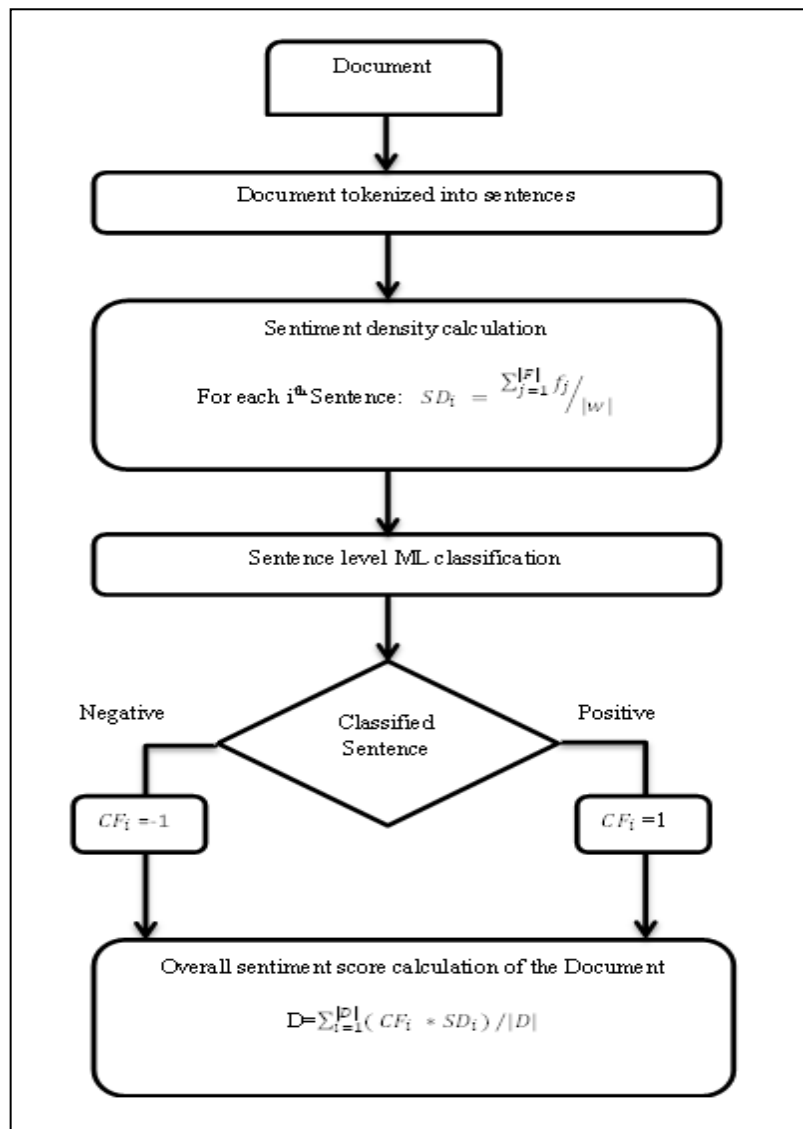 Document
Document tokenized into sentences
Sentiment density calculation
For each iᵗʰ Sentence: SDᵢ = ∑_{j=1}^{|F|} fⱼ / |W|
Sentence level ML classification
Negative
Positive
Classified
Sentence
CFᵢ =-1
CFᵢ =1
Overall sentiment score calculation of the Document
D=∑_{i=1}^{|D|}( CFᵢ * SDᵢ ) /|D|